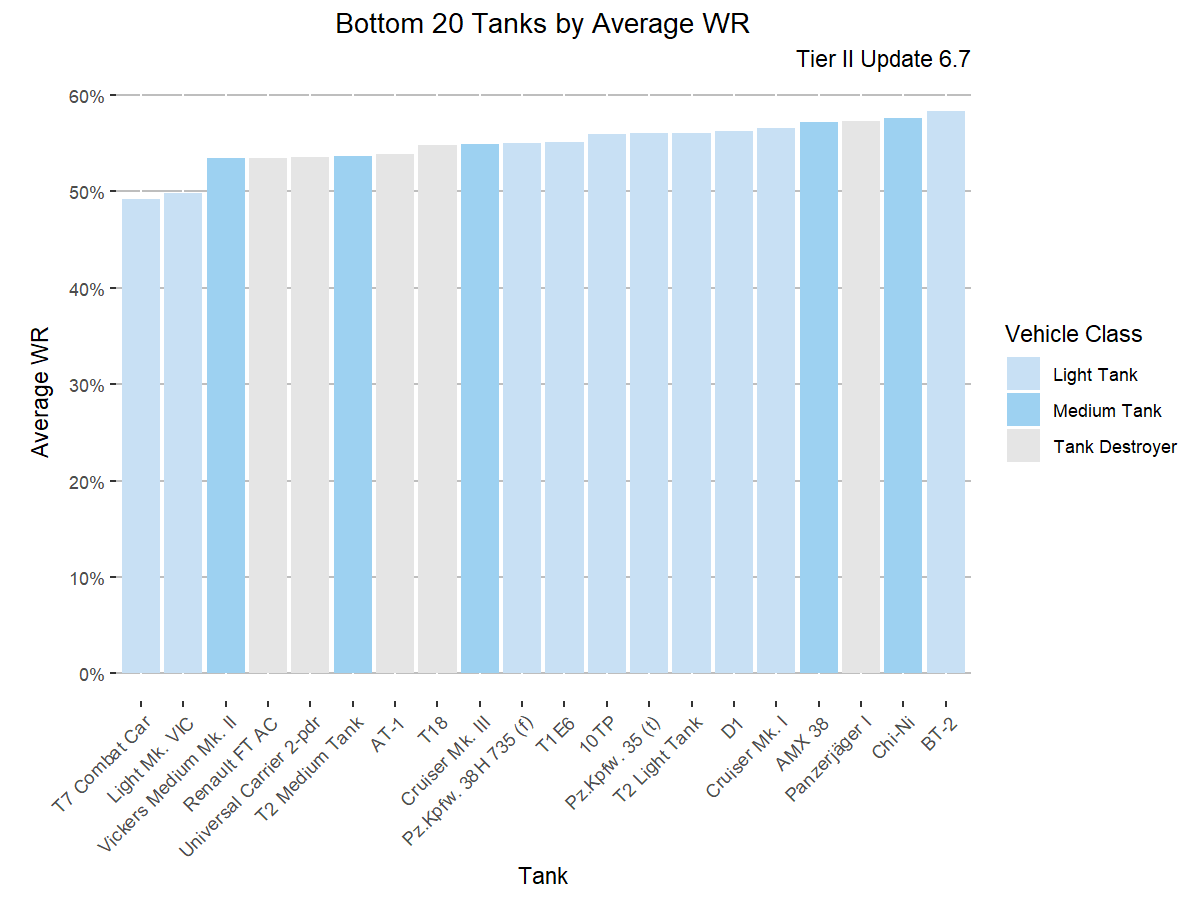 Bottom 20 Tanks by Average WR
Tier II Update 6.7
Average WR
60%
50%
40%
30%
20%
10%
0%
T7 Combat Car
Light Mk. VIC
Vickers Medium Mk. II
Renault FT AC
Universal Carrier 2-pdr
T2 Medium Tank
AT-1
T18
Cruiser Mk. III
Pz.Kpfw. 38 H 735 (f)
T1 E6
10TP
Pz.Kpfw. 35 (t)
T2 Light Tank
D1
Cruiser Mk. I
AMX 38
Panzerjäger I
Chi-Ni
BT-2
Tank
Vehicle Class
Light Tank
Medium Tank
Tank Destroyer